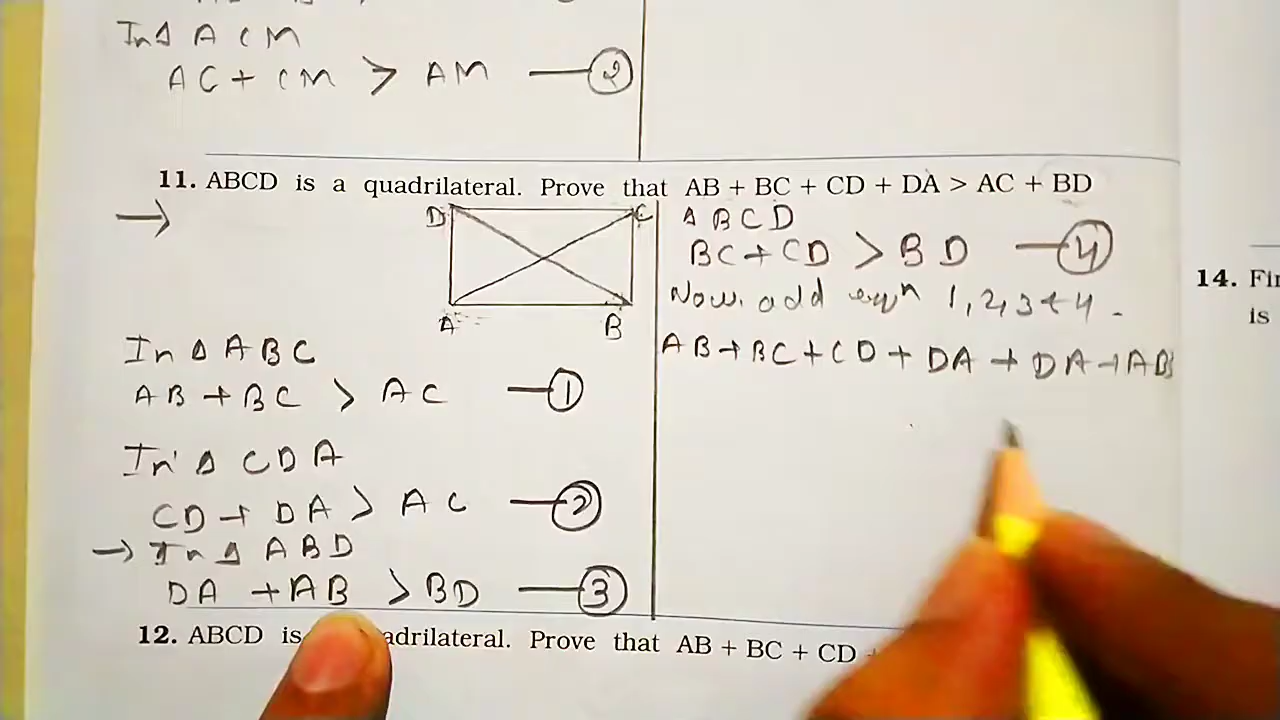 In Δ A C M
AC + CM > AM — 2
11. ABCD is a quadrilateral. Prove that AB + BC + CD + DA > AC + BD
→
D C
A B
In Δ ABC
AB + BC > AC — 1
In Δ CDA
CD + DA > AC — 2
→ In Δ ABD
DA + AB > BD — 3
Δ BCD
BC + CD > BD — 4
Now, add eqn 1, 2, 3 + 4 -
AB + BC + CD + DA + DA + AB
12. ABCD is adrilateral. Prove that AB + BC + CD +
14. Fin
is